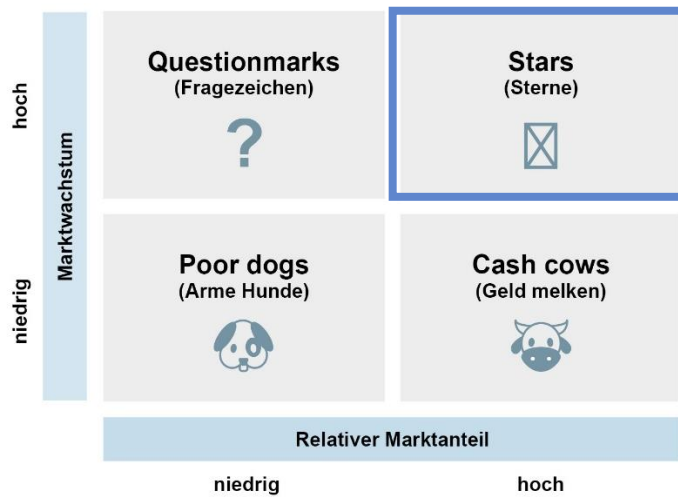 hoch
Marktwachstum
niedrig
Questionmarks
(Fragezeichen)
?
Stars
(Sterne)
Poor dogs
(Arme Hunde)
Cash cows
(Geld melken)
Relativer Marktanteil
niedrig
hoch